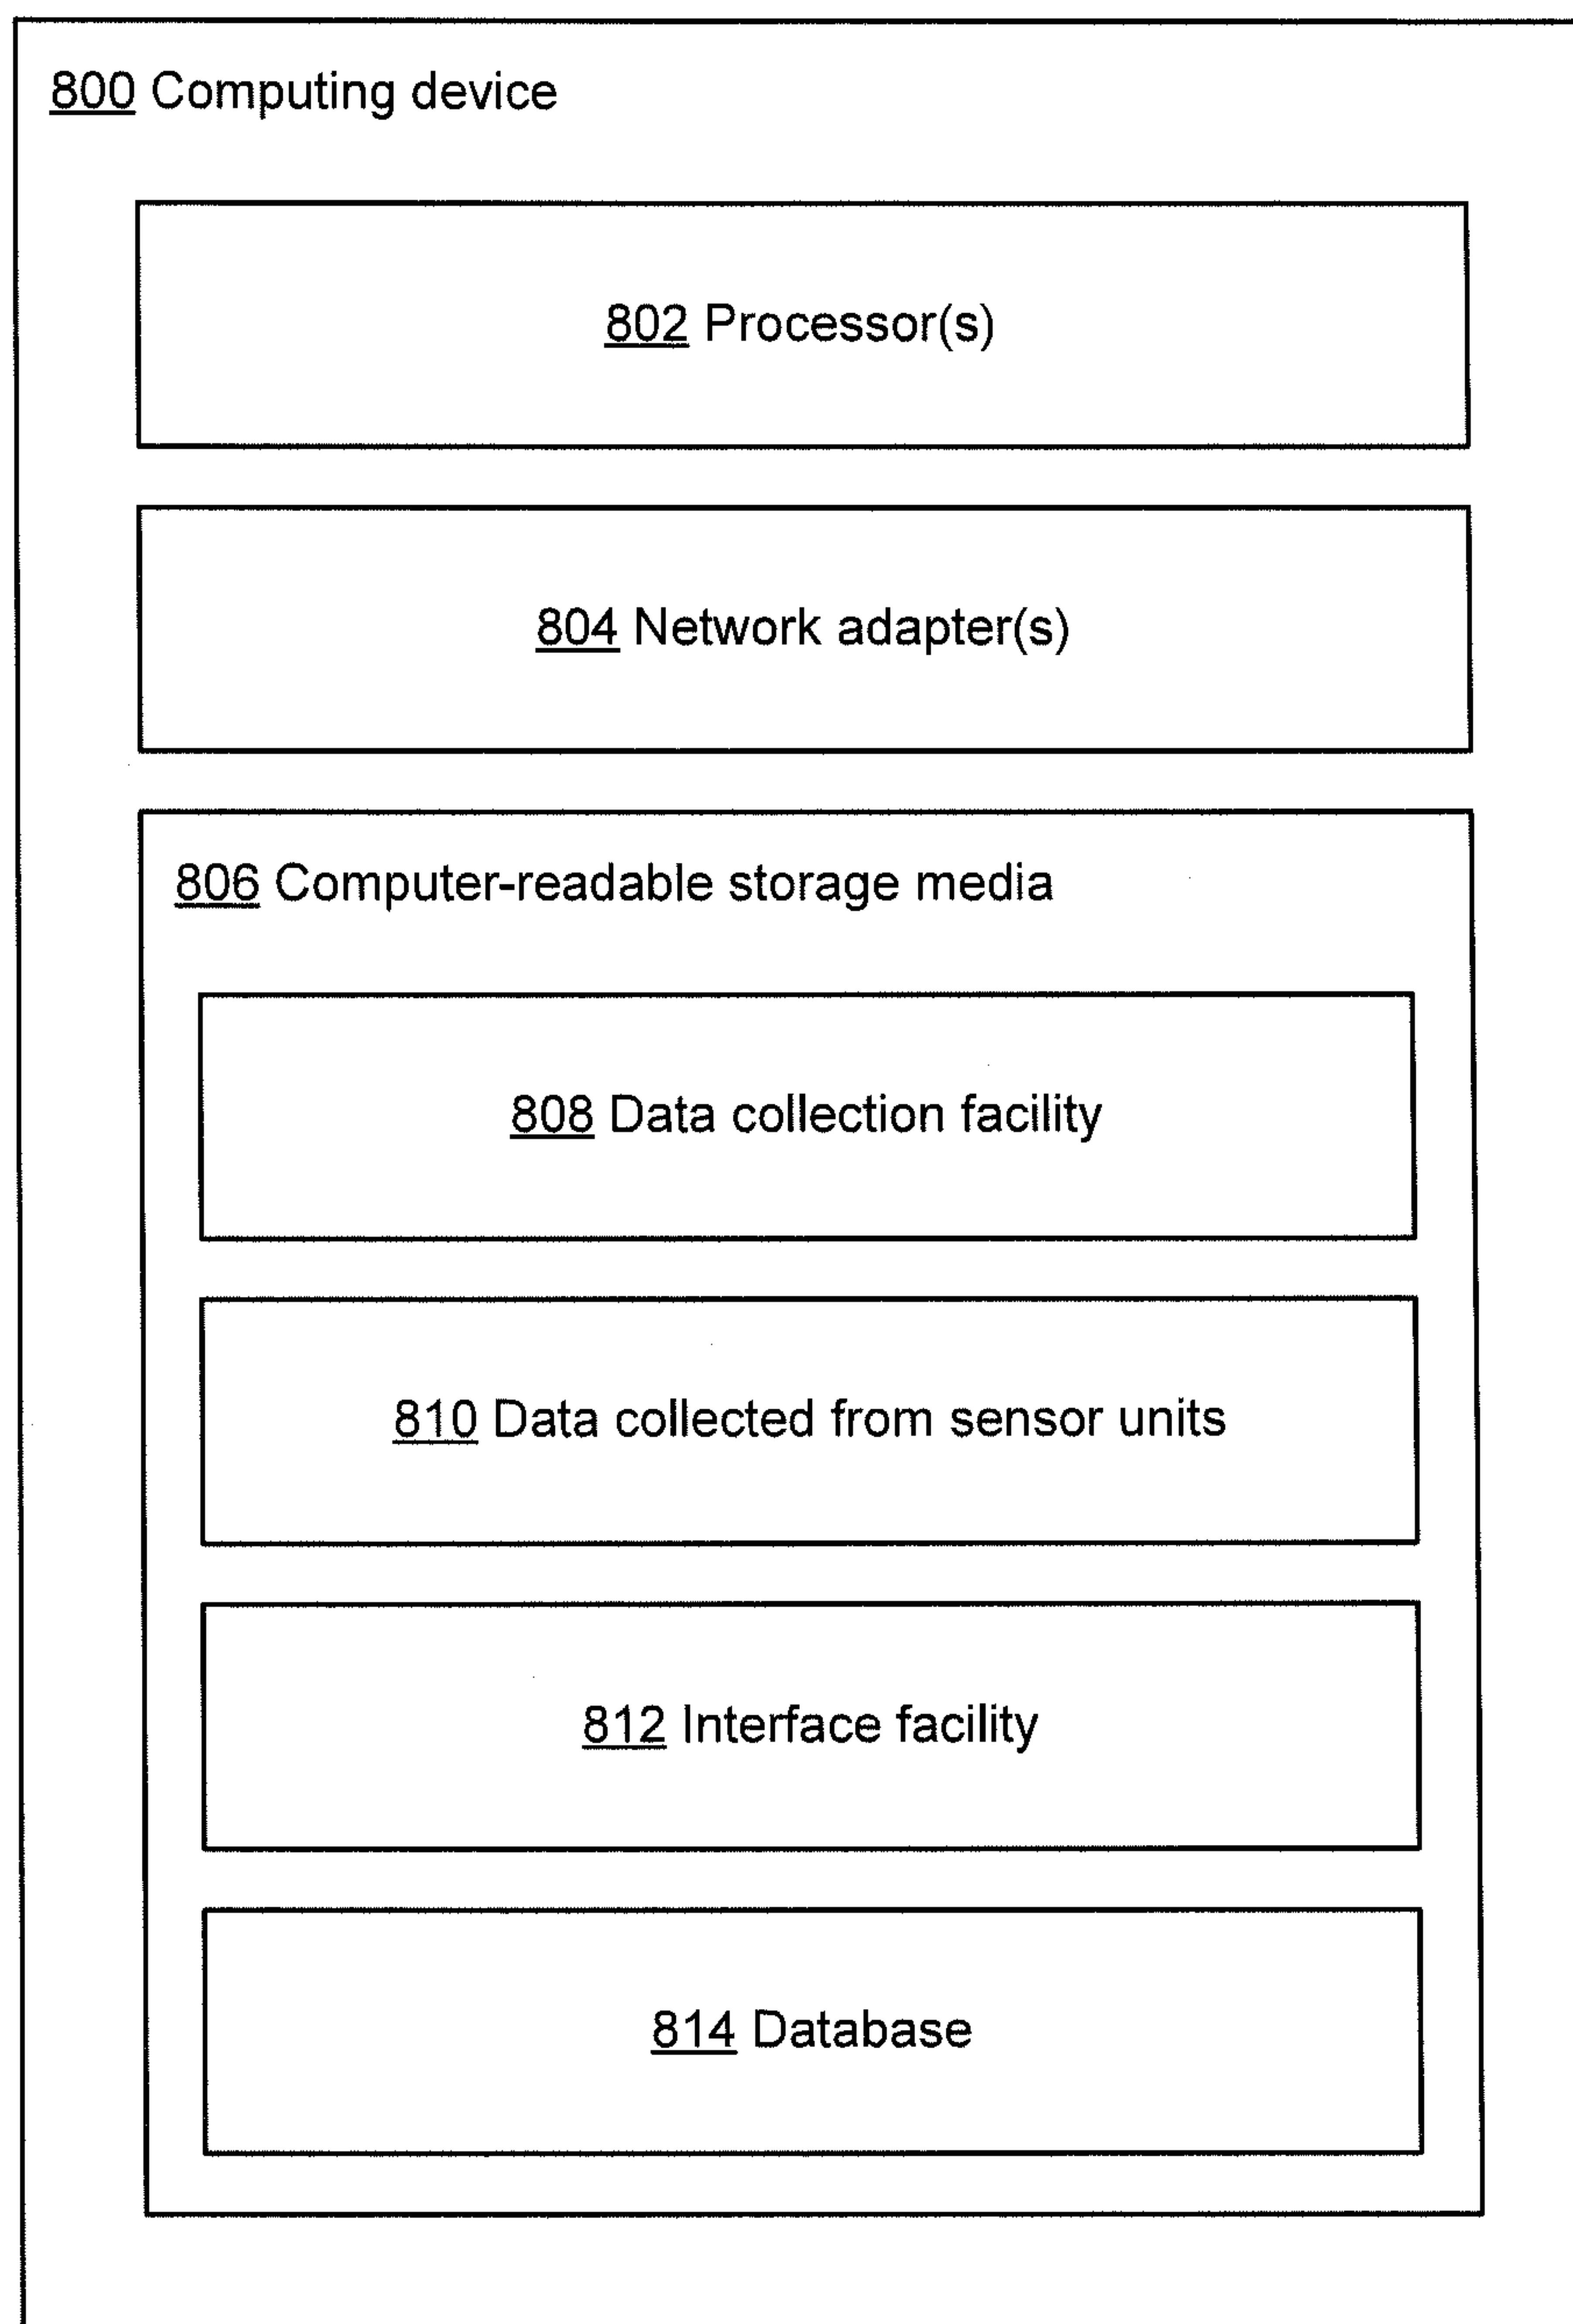 800 Computing device
802 Processor(s)
804 Network adapter(s)
806 Computer-readable storage media
808 Data collection facility
810 Data collected from sensor units
812 Interface facility
814 Database